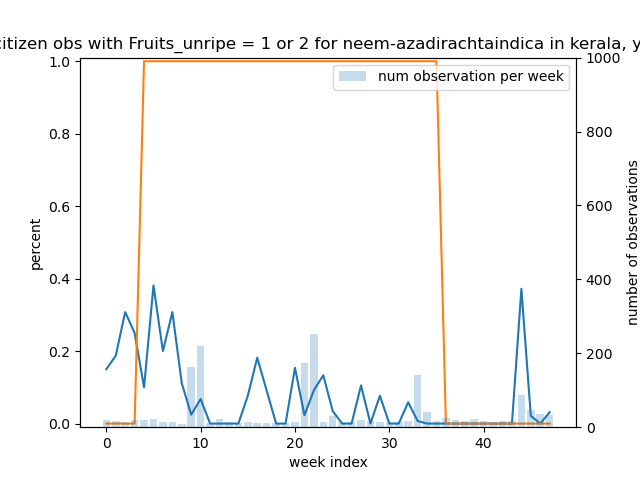 citizen obs with Fruits_unripe = 1 or 2 for neem-azadirachtaindica in kerala, y
num observation per week
percent
number of observations
1.0
0.8
0.6
0.4
0.2
0.0
1000
800
600
400
200
0
0 10 20 30 40
week index